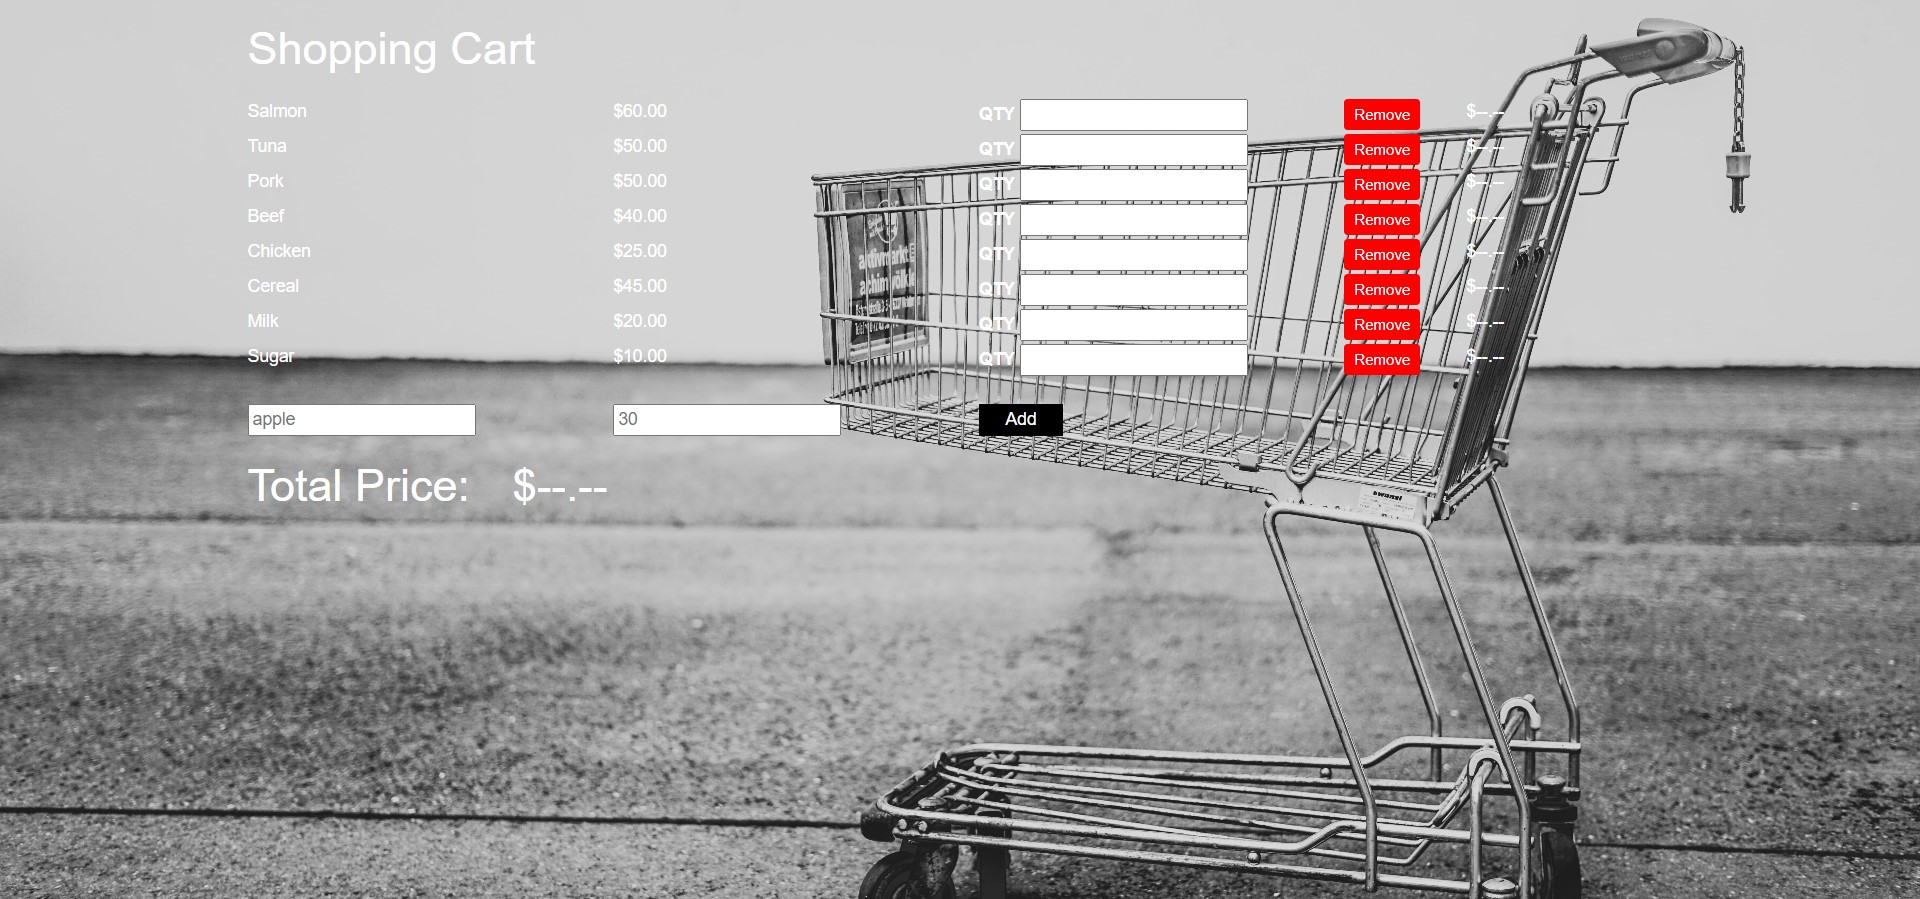 Shopping Cart
Salmon $60.00 QTY Remove $--.--
Tuna $50.00 QTY Remove $--.--
Pork $50.00 QTY Remove $--.--
Beef $40.00 QTY Remove $--.--
Chicken $25.00 QTY Remove $--.--
Cereal $45.00 QTY Remove $--.--
Milk $20.00 QTY Remove $--.--
Sugar $10.00 QTY Remove $--.--
apple 30 Add
Total Price: $--.--